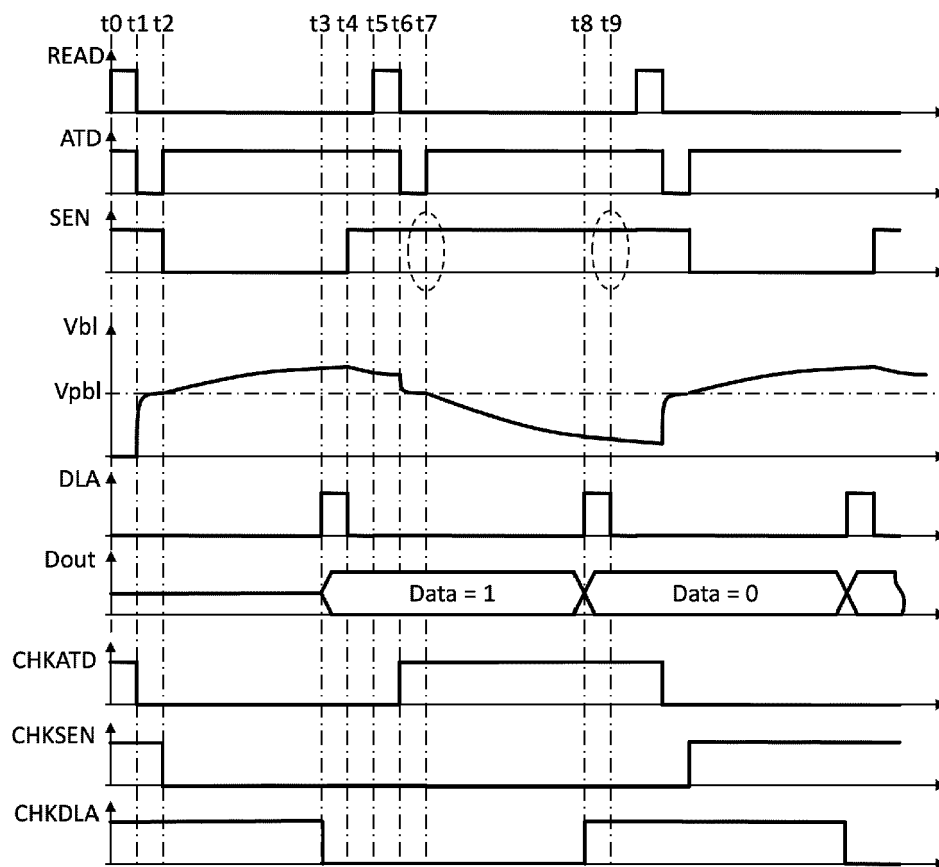 t0 t1 t2 t3 t4 t5 t6 t7 t8 t9
READ
ATD
SEN
Vbl
Vpbl
DLA
Dout
Data = 1 Data = 0
CHKATD
CHKSEN
CHKDLA